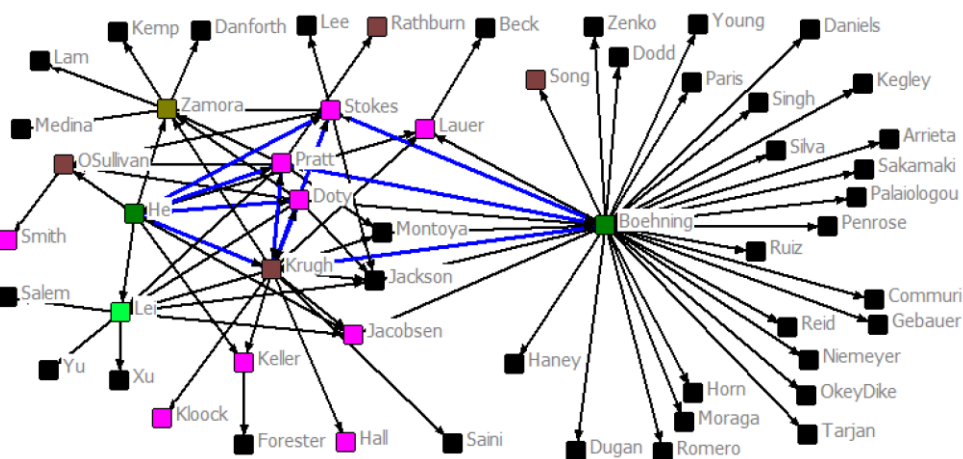 Kemp
Danforth
Lee
Rathburn
Beck
Zenko
Young
Daniels
Lam
Dodd
Song
Paris
Kegley
Zamora
Stokes
Singh
Medina
Lauer
Arrieta
OSullivan
Pratt
Silva
Sakamaki
Doty
Palaiologou
He
Boehning
Penrose
Smith
Montoya
Ruiz
Krugh
Jackson
Salem
Lei
Commuri
Jacobsen
Reid
Gebauer
Yu
Xu
Keller
Haney
Niemeyer
Horn
OkeyDike
Kloock
Moraga
Forester
Hall
Saini
Dugan
Romero
Tarjan